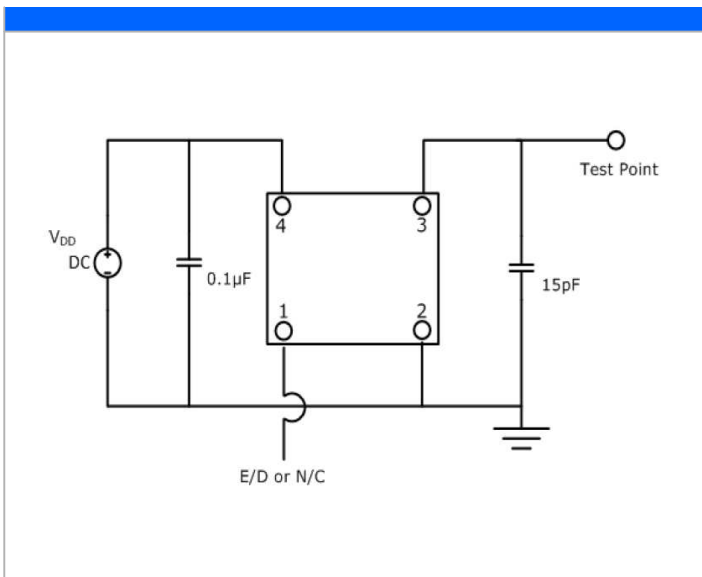 Test Point
4
3
V_DD
DC
0.1µF
15pF
1
2
E/D or N/C